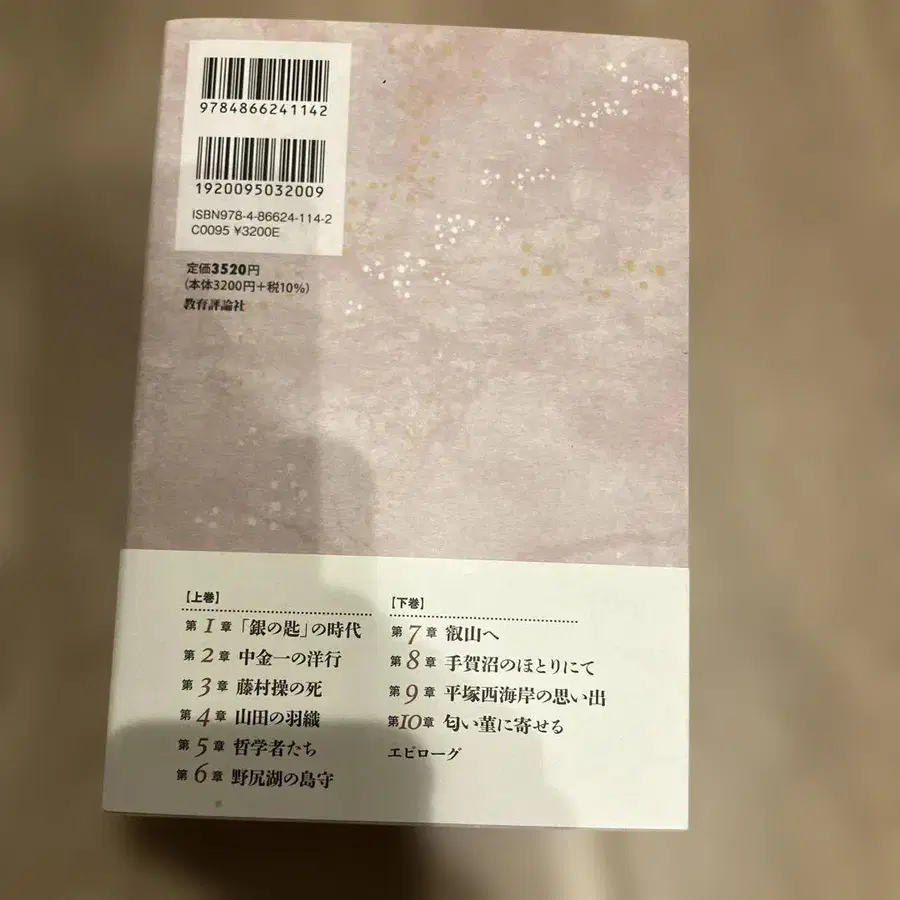 9784866241142
1920095032009
ISBN978-4-86624-114-2
C0095 ¥3200E
定価3520円
(本体3200円+税10%)
教育評論社
【上巻】
第1章「銀の匙」の時代
第2章 中金一の洋行
第3章 藤村操の死
第4章 山田の羽織
第5章 哲学者たち
第6章 野尻湖の島守
【下巻】
第7章 叡山へ
第8章 手賀沼のほとりにて
第9章 平塚西海岸の思い出
第10章 匂い菫に寄せる
エピローグ